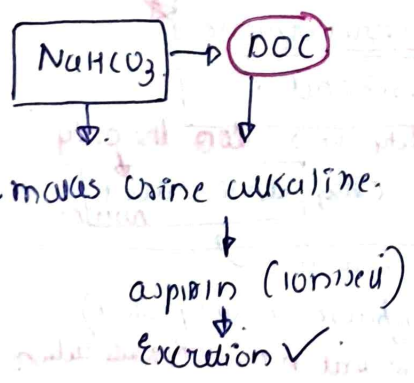 NaHCO3 → DOC
makes urine alkaline.
aspirin (ionised)
Excretion ✓